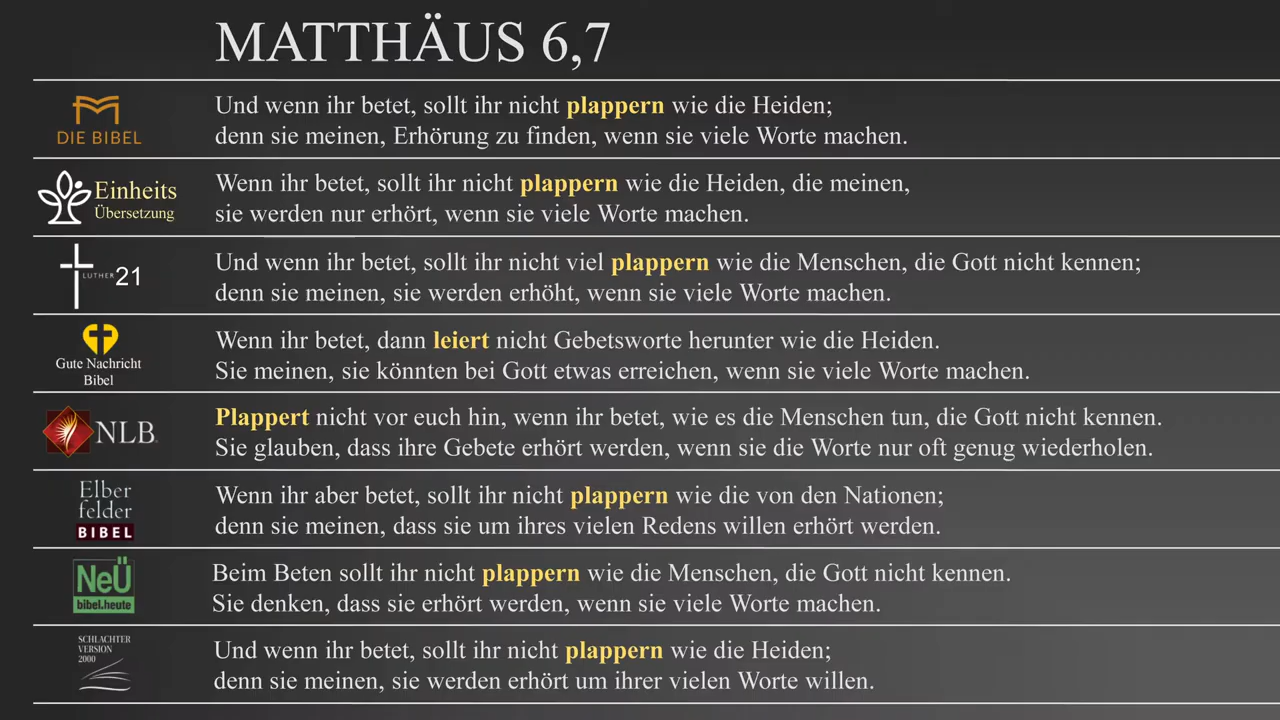 MATTHÄUS 6,7
DIE BIBEL
Und wenn ihr betet, sollt ihr nicht plappern wie die Heiden;
denn sie meinen, Erhörung zu finden, wenn sie viele Worte machen.
Einheits
Übersetzung
Wenn ihr betet, sollt ihr nicht plappern wie die Heiden, die meinen,
sie werden nur erhört, wenn sie viele Worte machen.
LUTHER21
Und wenn ihr betet, sollt ihr nicht viel plappern wie die Menschen, die Gott nicht kennen;
denn sie meinen, sie werden erhöht, wenn sie viele Worte machen.
Gute Nachricht
Bibel
Wenn ihr betet, dann leiert nicht Gebetsworte herunter wie die Heiden.
Sie meinen, sie könnten bei Gott etwas erreichen, wenn sie viele Worte machen.
NLB
Plappert nicht vor euch hin, wenn ihr betet, wie es die Menschen tun, die Gott nicht kennen.
Sie glauben, dass ihre Gebete erhört werden, wenn sie die Worte nur oft genug wiederholen.
Elber
felder
BIBEL
Wenn ihr aber betet, sollt ihr nicht plappern wie die von den Nationen;
denn sie meinen, dass sie um ihres vielen Redens willen erhört werden.
NeÜ
bibel.heute
Beim Beten sollt ihr nicht plappern wie die Menschen, die Gott nicht kennen.
Sie denken, dass sie erhört werden, wenn sie viele Worte machen.
SCHLACHTER
VERSION
2000
Und wenn ihr betet, sollt ihr nicht plappern wie die Heiden;
denn sie meinen, sie werden erhört um ihrer vielen Worte willen.